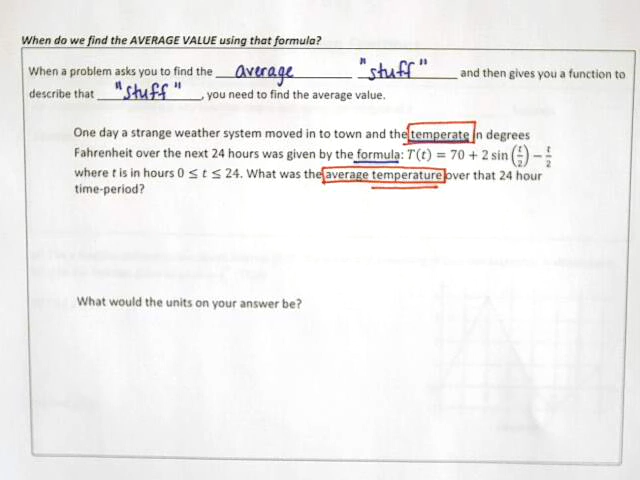 When do we find the AVERAGE VALUE using that formula?
When a problem asks you to find the average "stuff" and then gives you a function to
describe that "stuff", you need to find the average value.
One day a strange weather system moved in to town and the temperate in degrees
Fahrenheit over the next 24 hours was given by the formula: T(t) = 70 + 2 sin(t/2) − t/2
where t is in hours 0 ≤ t ≤ 24. What was the average temperature over that 24 hour
time-period?
What would the units on your answer be?